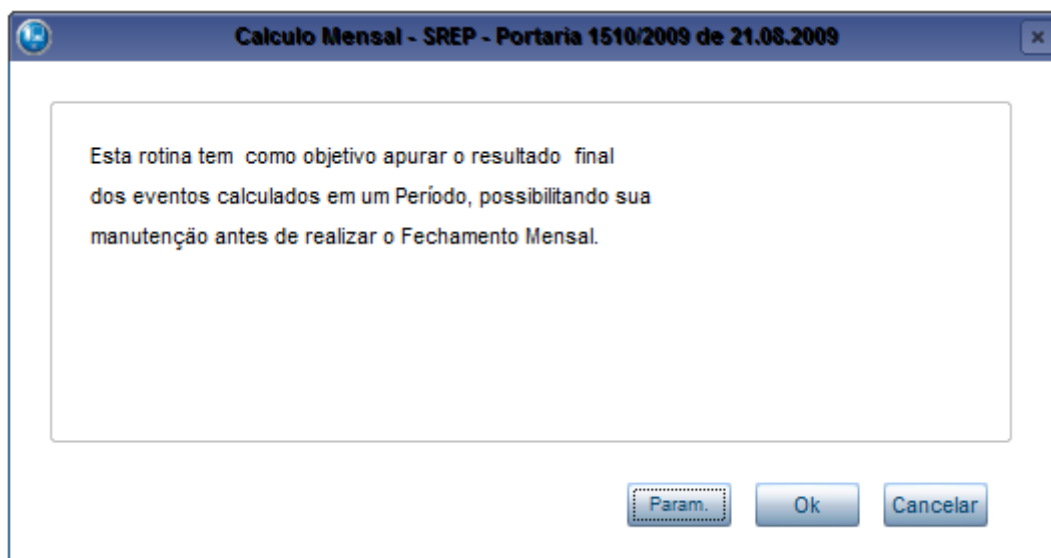 Calculo Mensal - SREP - Portaria 1510/2009 de 21.08.2009
Esta rotina tem como objetivo apurar o resultado final
dos eventos calculados em um Período, possibilitando sua
manutenção antes de realizar o Fechamento Mensal.
Param. Ok Cancelar